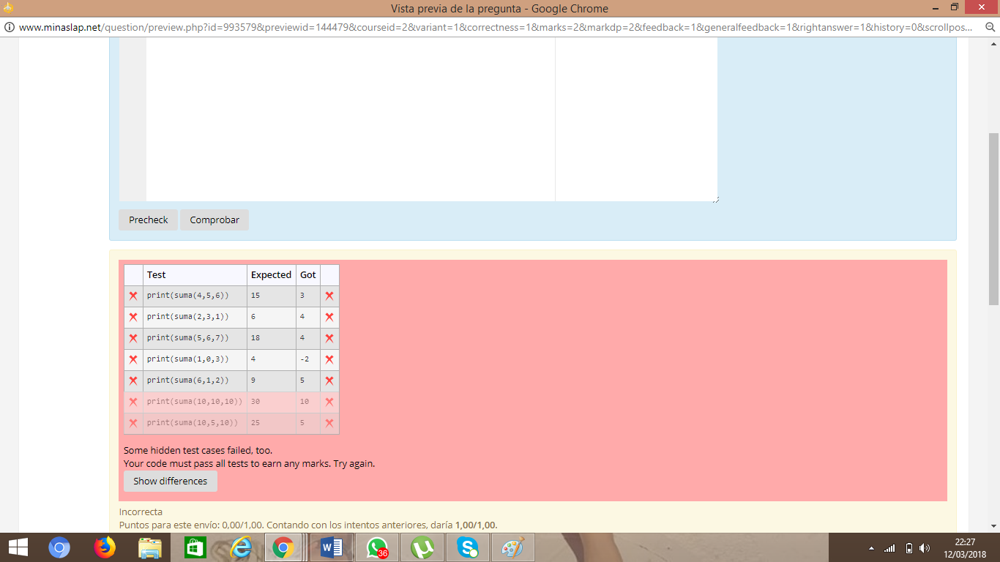 Vista previa de la pregunta - Google Chrome
www.minaslap.net/question/preview.php?id=993579&previewid=144479&courseid=2&variant=1&correctness=1&marks=2&markdp=2&feedback=1&generalfeedback=1&rightanswer=1&history=0&scrollpos...
Precheck Comprobar
Test Expected Got
print(suma(4,5,6)) 15 3
print(suma(2,3,1)) 6 4
print(suma(5,6,7)) 18 4
print(suma(1,0,3)) 4 -2
print(suma(6,1,2)) 9 5
print(suma(10,10,10)) 30 10
print(suma(10,5,10)) 25 5
Some hidden test cases failed, too.
Your code must pass all tests to earn any marks. Try again.
Show differences
Incorrecta
Puntos para este envío: 0,00/1,00. Contando con los intentos anteriores, daría 1,00/1,00.
36
22:27
12/03/2018